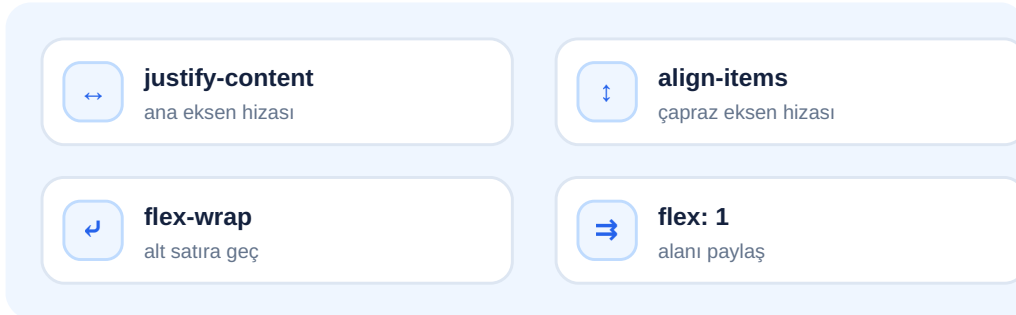 justify-content
ana eksen hizası
align-items
çapraz eksen hizası
flex-wrap
alt satıra geç
flex: 1
alanı paylaş